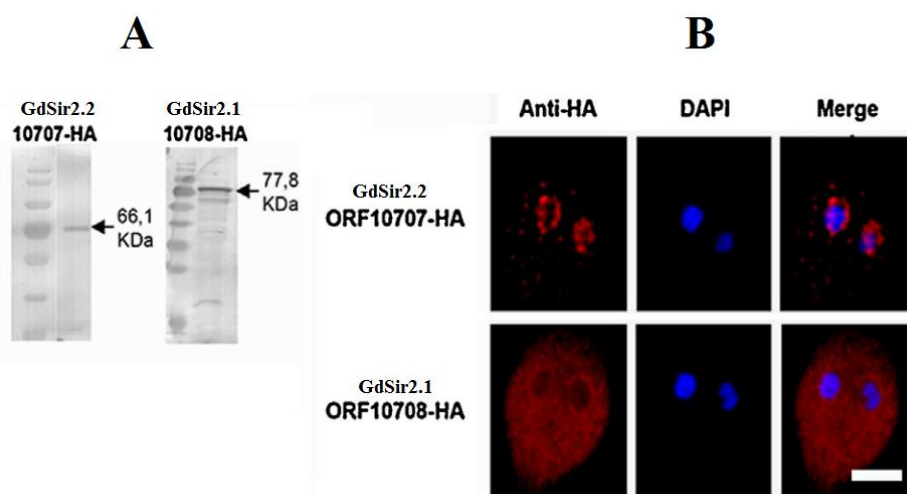 A
B
GdSir2.2
10707-HA
GdSir2.1
10708-HA
66,1
KDa
77,8
KDa
Anti-HA
DAPI
Merge
GdSir2.2
ORF10707-HA
GdSir2.1
ORF10708-HA